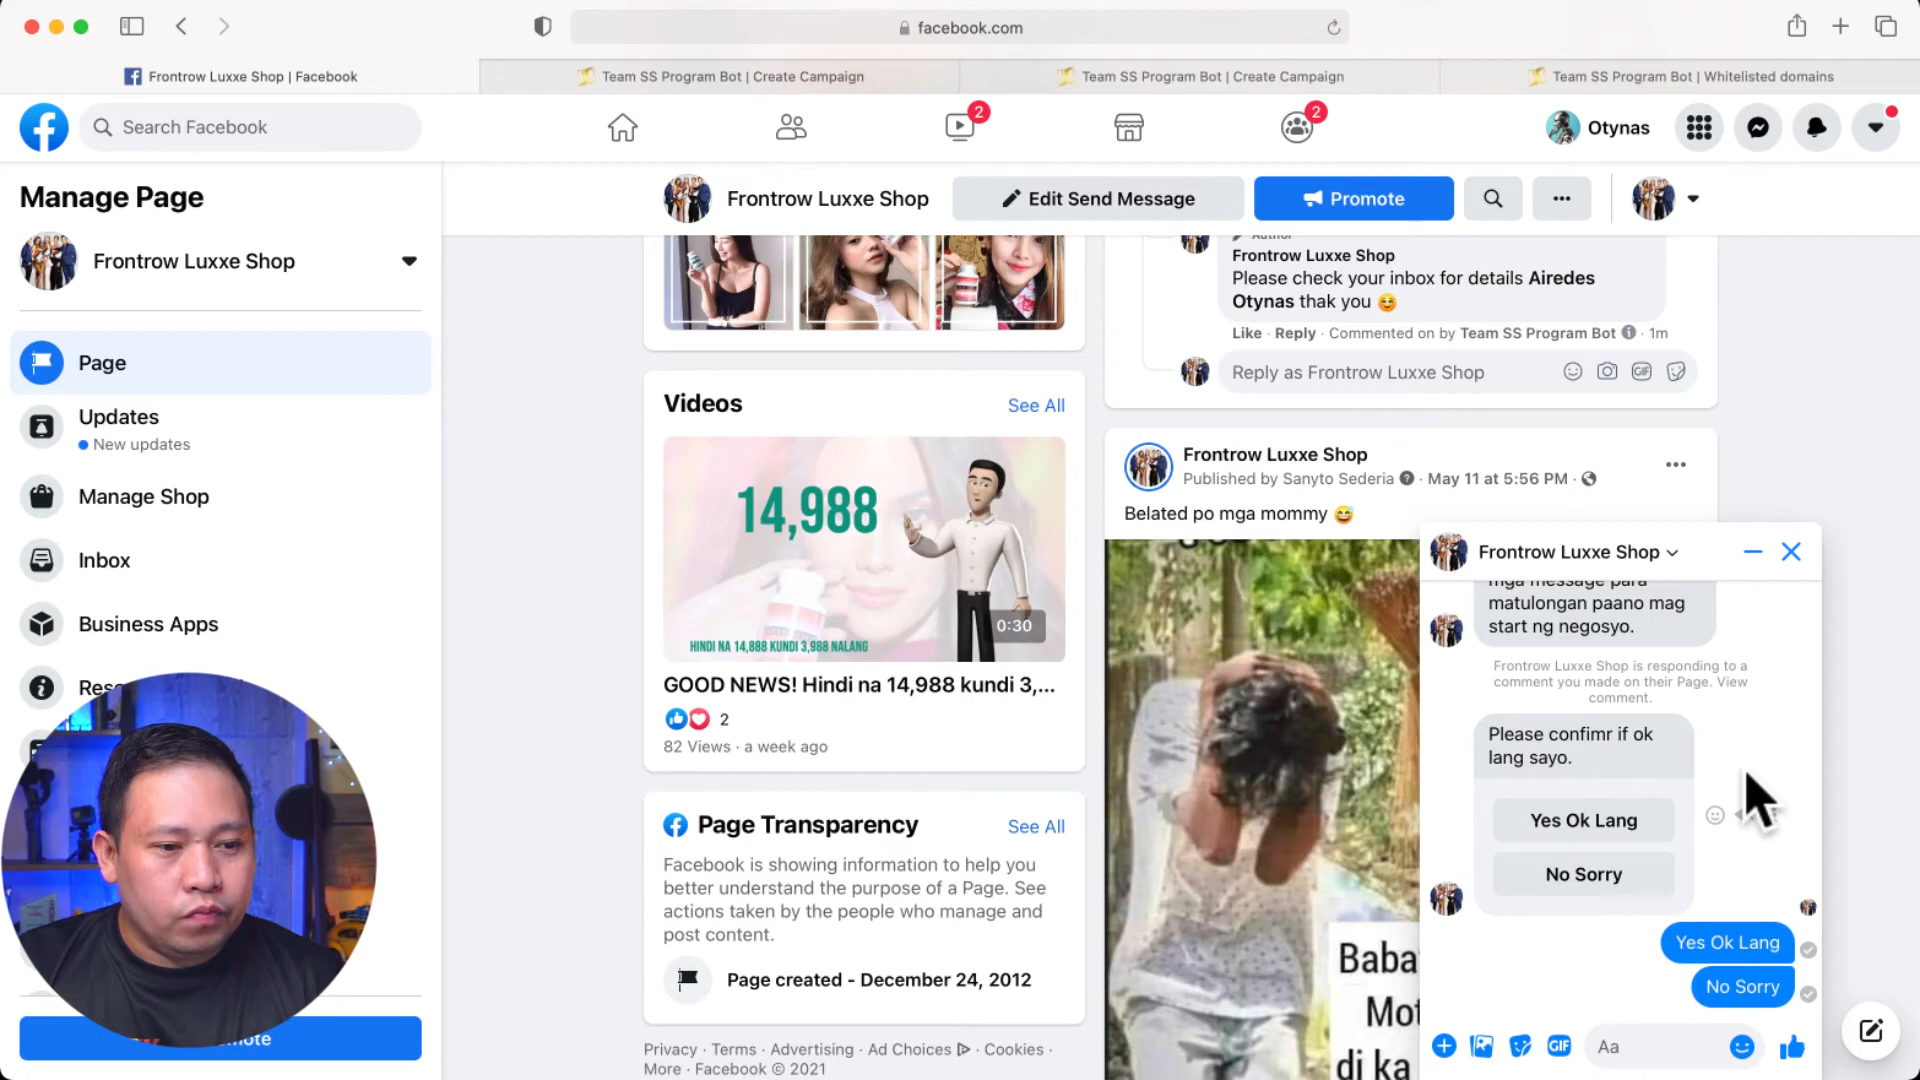 facebook.com
Frontrow Luxxe Shop | Facebook
Team SS Program Bot | Create Campaign
Team SS Program Bot | Create Campaign
Team SS Program Bot | Whitelisted domains
Search Facebook
2
2
Otynas
Manage Page
Frontrow Luxxe Shop
Page
Updates
New updates
Manage Shop
Inbox
Business Apps
Frontrow Luxxe Shop
Edit Send Message
Promote
Videos
See All
14,988
HINDI NA 14,888 KUNDI 3,988 NALANG
0:30
GOOD NEWS! Hindi na 14,988 kundi 3,...
2
82 Views · a week ago
Page Transparency
See All
Facebook is showing information to help you
better understand the purpose of a Page. See
actions taken by the people who manage and
post content.
Page created - December 24, 2012
Privacy · Terms · Advertising · Ad Choices · Cookies ·
More · Facebook © 2021
Author
Frontrow Luxxe Shop
Please check your inbox for details Airedes
Otynas thak you 😊
Like · Reply · Commented on by Team SS Program Bot · 1m
Reply as Frontrow Luxxe Shop
GIF
Frontrow Luxxe Shop
Published by Sanyto Sederia · May 11 at 5:56 PM ·
Belated po mga mommy 😅
di ka
Frontrow Luxxe Shop
mga message para
matulongan paano mag
start ng negosyo.
Frontrow Luxxe Shop is responding to a
comment you made on their Page. View
comment.
Please confimr if ok
lang sayo.
Yes Ok Lang
No Sorry
Yes Ok Lang
No Sorry
GIF
Aa